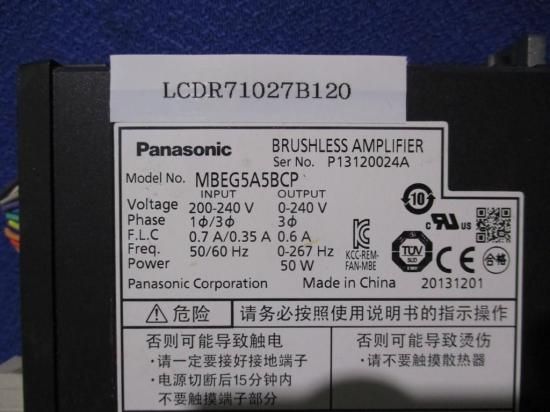 LCDR71027B120
Panasonic BRUSHLESS AMPLIFIER
Ser No. P13120024A
Model No. MBEG5A5BCP
INPUT OUTPUT
Voltage 200-240 V 0-240 V
Phase 1ϕ/3ϕ 3ϕ
F.L.C 0.7 A/0.35 A 0.6 A
Freq. 50/60 Hz 0-267 Hz
Power 50 W
10
c UL us
KCC-REM-
FAN-MBE
TÜV
SÜD
合格
Panasonic Corporation Made in China 20131201
危险 请务必按照使用说明书的指示操作
否则可能导致触电
・请一定要接好接地端子
・电源切断后15分钟内
不要触摸端子部分
否则可能导致烫伤
・请不要触摸散热器